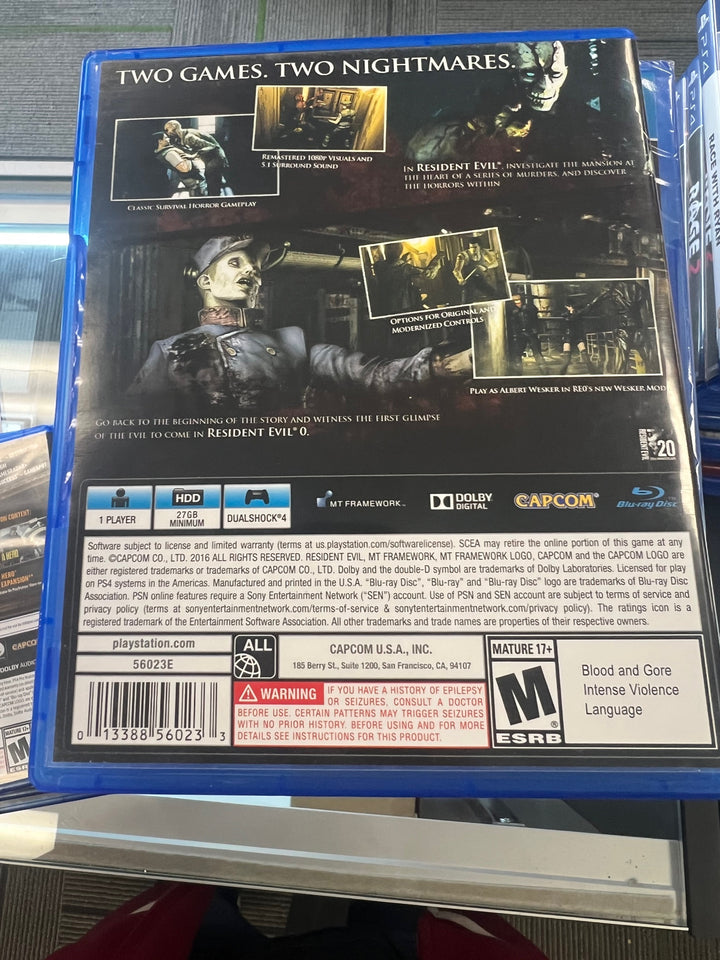 TWO GAMES. TWO NIGHTMARES.
REMASTERED 1080P VISUALS AND
5.1 SURROUND SOUND
CLASSIC SURVIVAL HORROR GAMEPLAY
IN RESIDENT EVIL®, INVESTIGATE THE MANSION AT
THE HEART OF A SERIES OF MURDERS, AND DISCOVER
THE HORRORS WITHIN
OPTIONS FOR ORIGINAL AND
MODERNIZED CONTROLS
PLAY AS ALBERT WESKER IN RE0'S NEW WESKER MOD
GO BACK TO THE BEGINNING OF THE STORY AND WITNESS THE FIRST GLIMPSE
OF THE EVIL TO COME IN RESIDENT EVIL® 0.
RESIDENT EVIL 20
1 PLAYER
HDD
27GB
MINIMUM
DUALSHOCK®4
MT FRAMEWORK™
DOLBY
DIGITAL
CAPCOM®
Blu-ray Disc™
Software subject to license and limited warranty (terms at us.playstation.com/softwarelicense). SCEA may retire the online portion of this game at any
time. ©CAPCOM CO., LTD. 2016 ALL RIGHTS RESERVED. RESIDENT EVIL, MT FRAMEWORK, MT FRAMEWORK LOGO, CAPCOM and the CAPCOM LOGO are
either registered trademarks or trademarks of CAPCOM CO., LTD. Dolby and the double-D symbol are trademarks of Dolby Laboratories. Licensed for play
on PS4 systems in the Americas. Manufactured and printed in the U.S.A. "Blu-ray Disc", "Blu-ray" and "Blu-ray Disc" logo are trademarks of Blu-ray Disc
Association. PSN online features require a Sony Entertainment Network ("SEN") account. Use of PSN and SEN account are subject to terms of service and
privacy policy (terms at sonyentertainmentnetwork.com/terms-of-service & sonyentertainmentnetwork.com/privacy policy). The ratings icon is a
registered trademark of the Entertainment Software Association. All other trademarks and trade names are properties of their respective owners.
playstation.com
56023E
0 13388 56023 3
ALL
CAPCOM U.S.A., INC.
185 Berry St., Suite 1200, San Francisco, CA, 94107
WARNING IF YOU HAVE A HISTORY OF EPILEPSY
OR SEIZURES, CONSULT A DOCTOR
BEFORE USE. CERTAIN PATTERNS MAY TRIGGER SEIZURES
WITH NO PRIOR HISTORY. BEFORE USING AND FOR MORE
DETAILS SEE INSTRUCTIONS FOR THIS PRODUCT.
MATURE 17+
M®
ESRB
Blood and Gore
Intense Violence
Language
PS4
RAGE 2
PS4
CAPCO
DOLBY AUDIO
MATURE 17+
M
ESRB